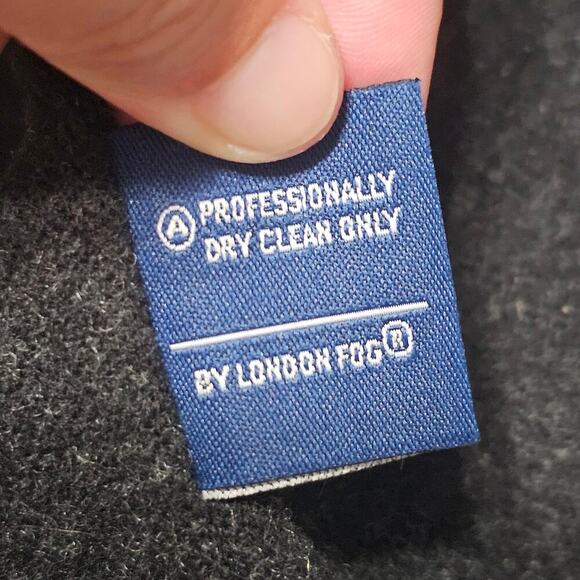 Ⓐ PROFESSIONALLY
DRY CLEAN ONLY
BY LONDON FOG®